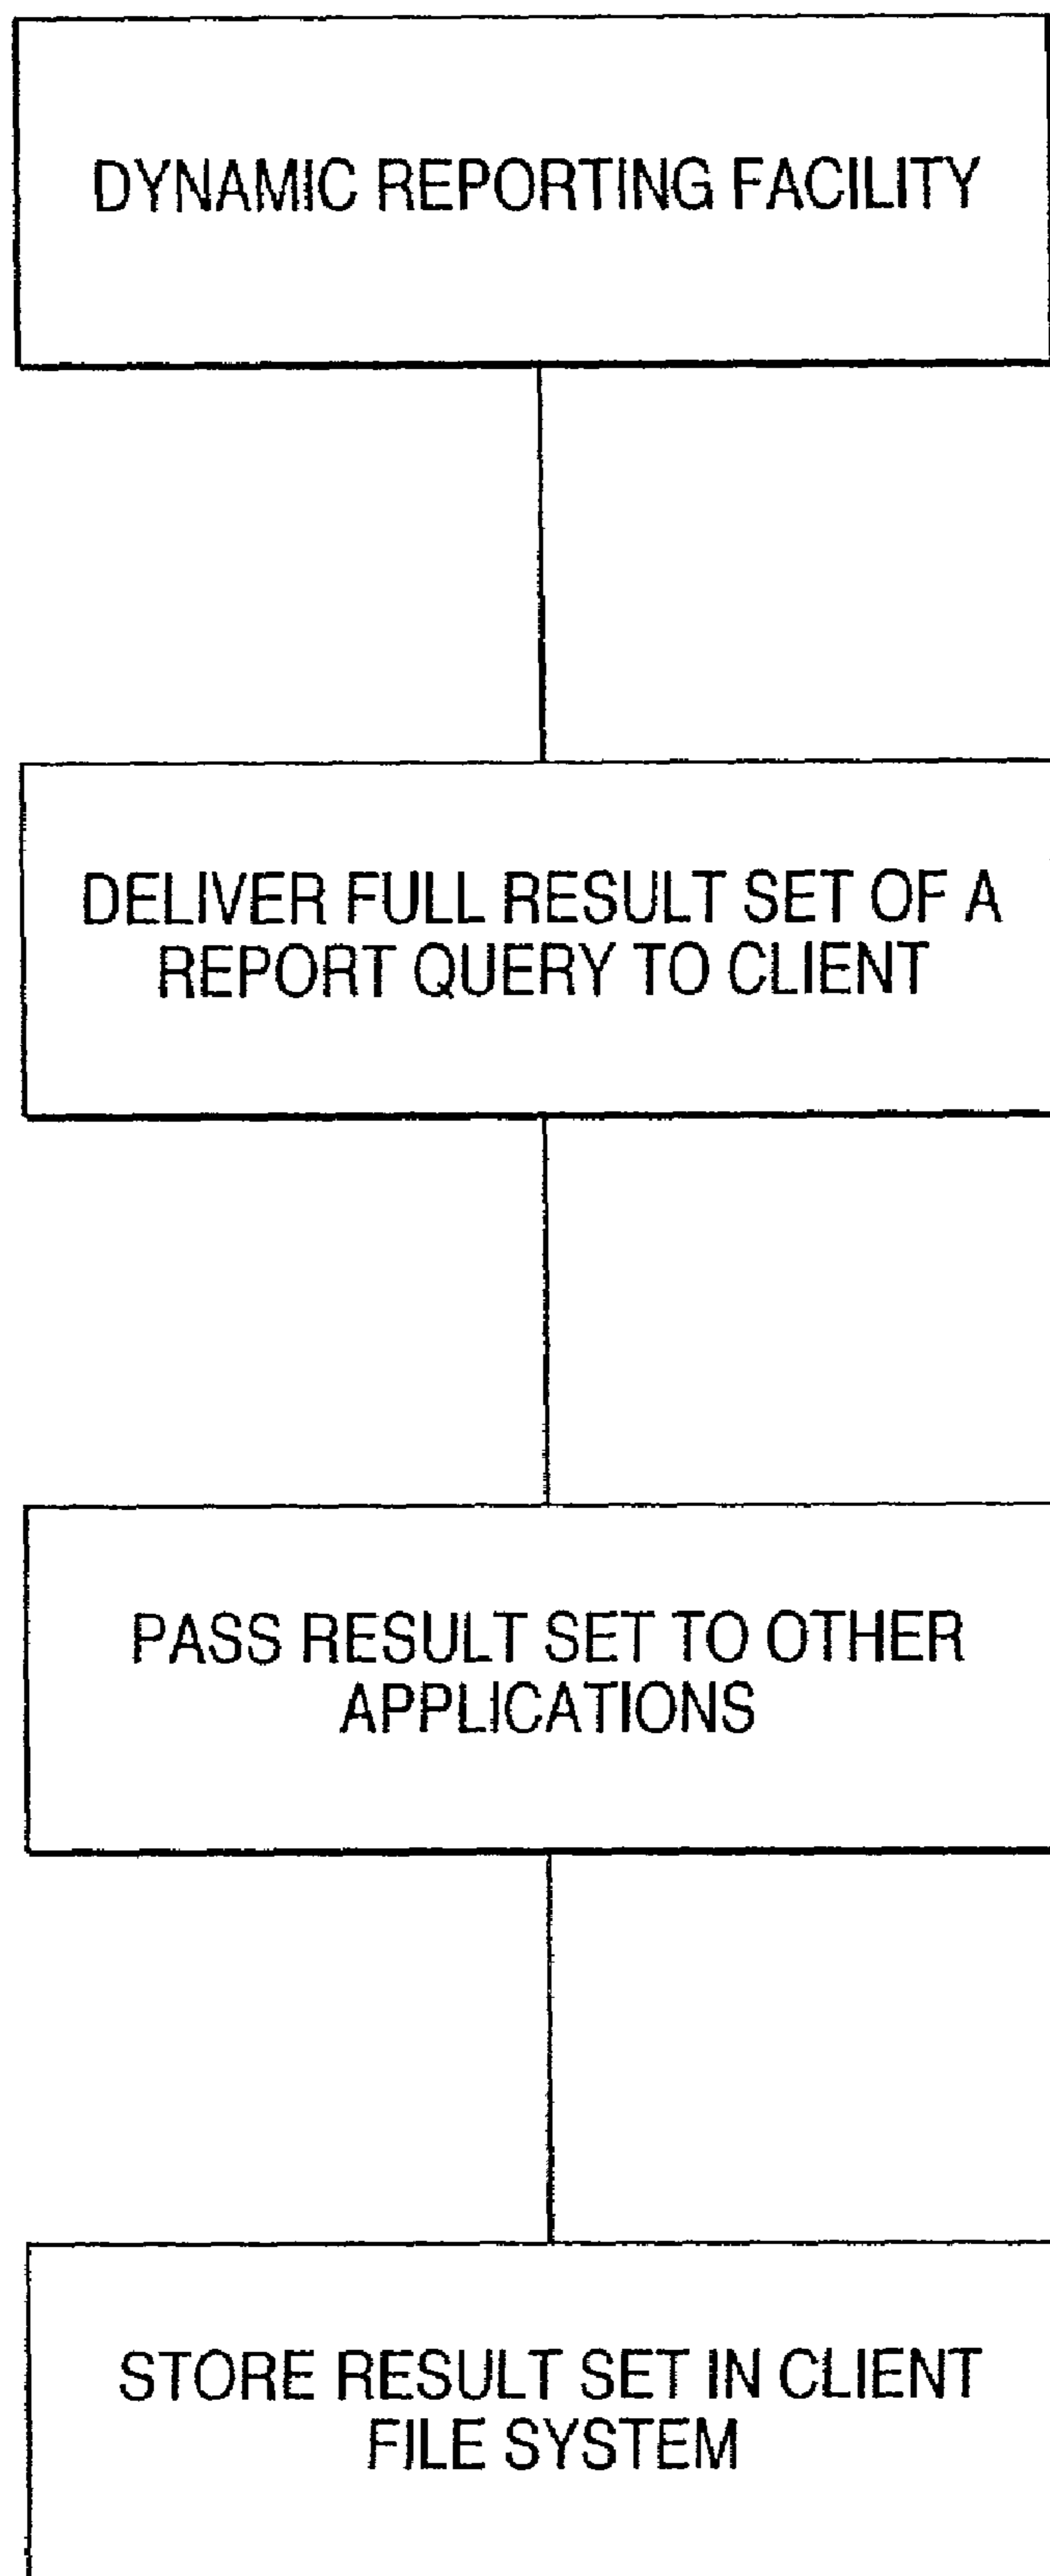 DYNAMIC REPORTING FACILITY
DELIVER FULL RESULT SET OF A
REPORT QUERY TO CLIENT
PASS RESULT SET TO OTHER
APPLICATIONS
STORE RESULT SET IN CLIENT
FILE SYSTEM